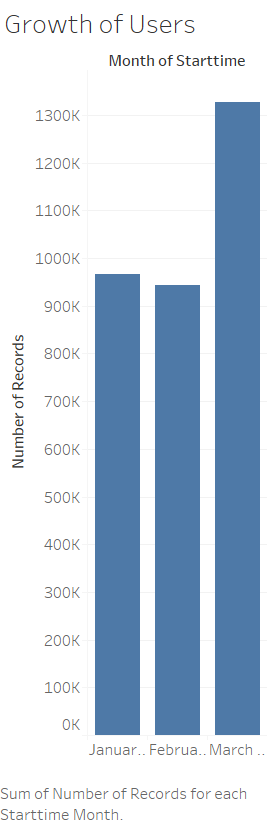 Growth of Users
Month of Starttime
1300K
1200K
1100K
1000K
900K
800K
700K
600K
500K
400K
300K
200K
100K
0K
Number of Records
Januar.. Februa.. March ..
Sum of Number of Records for each
Starttime Month.